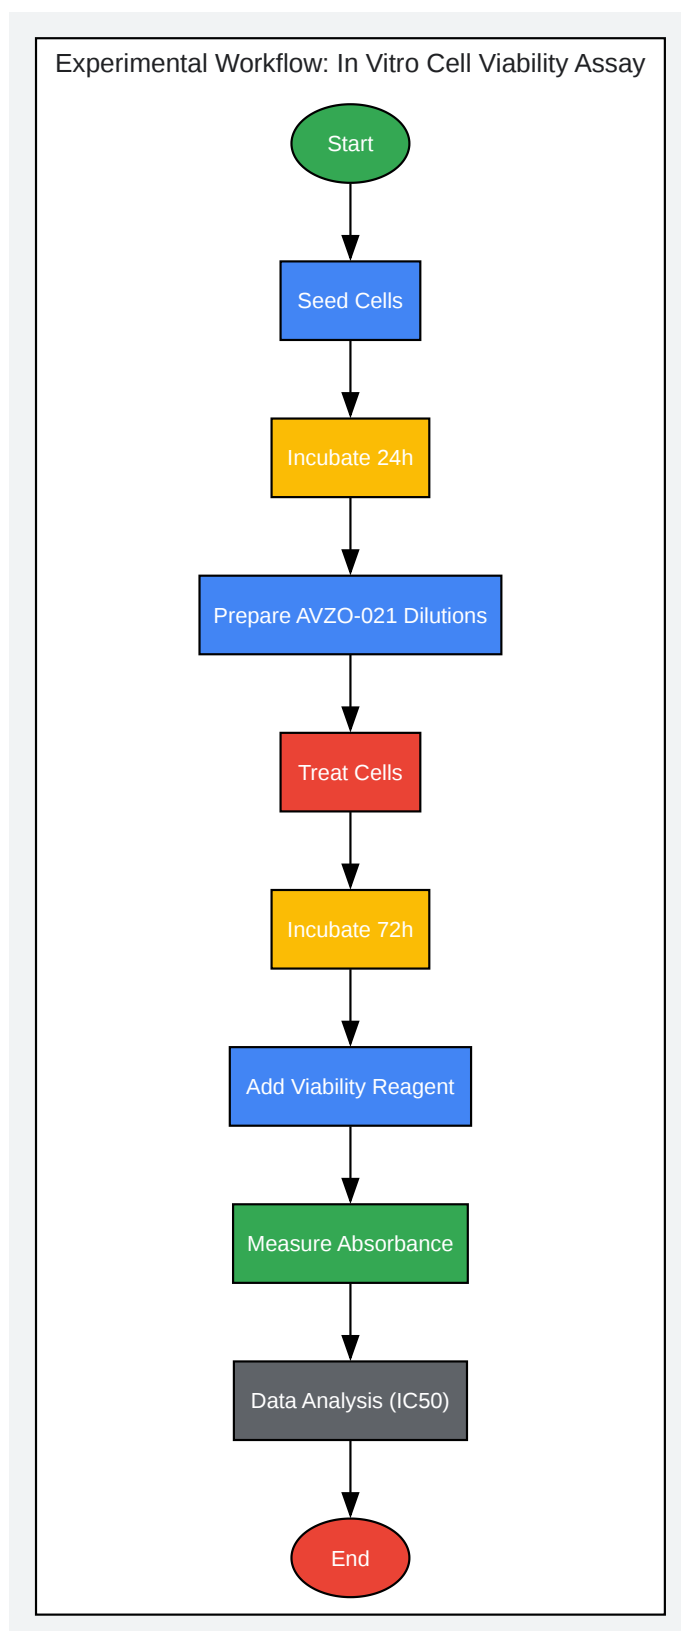 Experimental Workflow: In Vitro Cell Viability Assay
Start
Seed Cells
Incubate 24h
Prepare AVZO-021 Dilutions
Treat Cells
Incubate 72h
Add Viability Reagent
Measure Absorbance
Data Analysis (IC50)
End